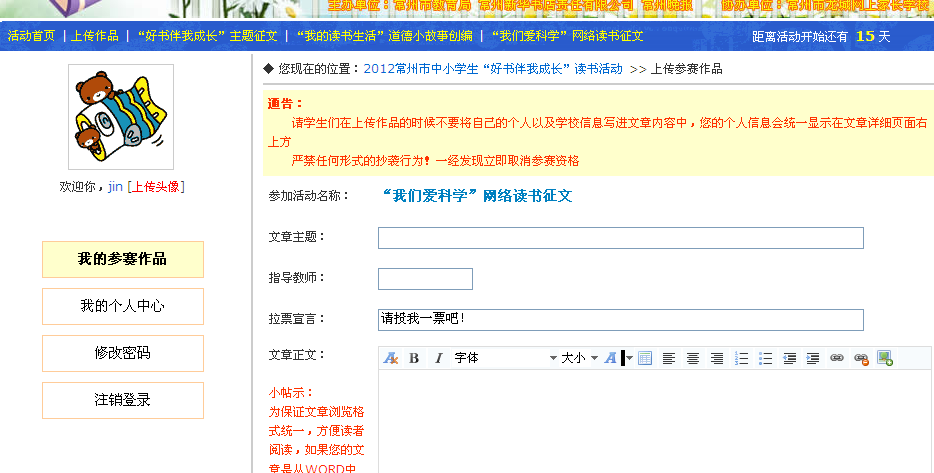 主办单位：常州市教育局 常州新华书店有限责任公司 常州晚报 协办单位：常州市龙城网上家长学校
活动首页 | 上传作品 | “好书伴我成长”主题征文 | “我的读书生活”道德小故事创编 | “我们爱科学”网络读书征文 距离活动开始还有 15 天
◆ 您现在的位置：2012常州市中小学生“好书伴我成长”读书活动 >> 上传参赛作品
通告：
请学生们在上传作品的时候不要将自己的个人以及学校信息写进文章内容中，您的个人信息会统一显示在文章详细页面右
上方
严禁任何形式的抄袭行为！一经发现立即取消参赛资格
欢迎你，jin [上传头像]
我的参赛作品
我的个人中心
修改密码
注销登录
参加活动名称： “我们爱科学”网络读书征文
文章主题：
指导教师：
拉票宣言： 请投我一票吧！
文章正文： B I 字体 大小 A
小帖示：
为保证文章浏览格
式统一，方便读者
阅读，如果您的文
章是从WORD中